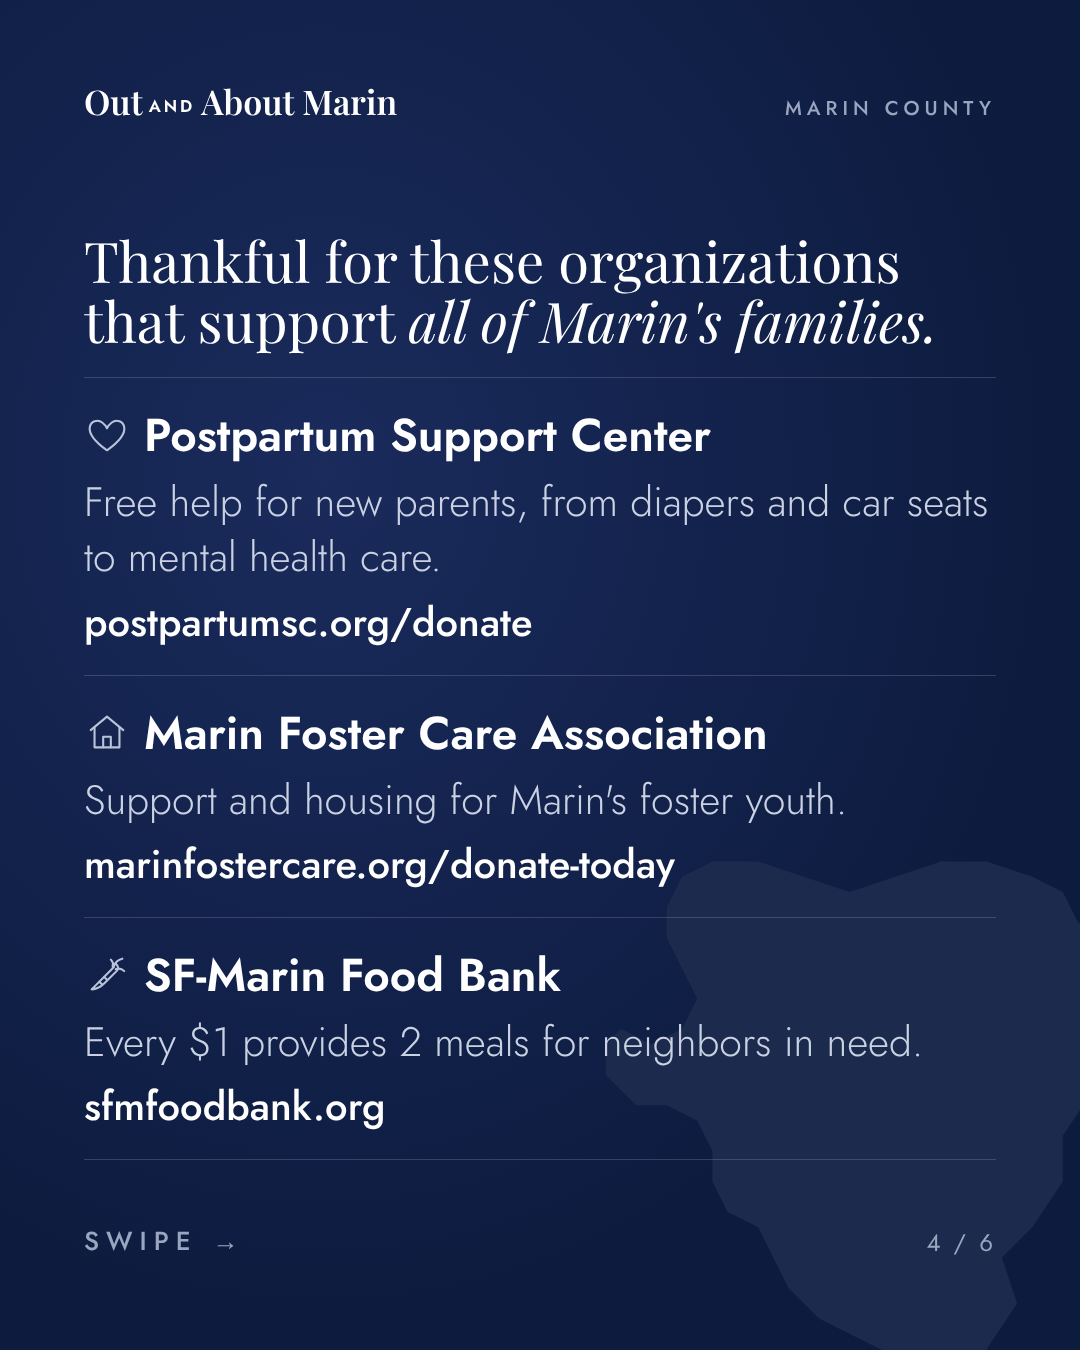 Out AND About Marin
MARIN COUNTY
Thankful for these organizations
that support all of Marin's families.
Postpartum Support Center
Free help for new parents, from diapers and car seats
to mental health care.
postpartumsc.org/donate
Marin Foster Care Association
Support and housing for Marin's foster youth.
marinfostercare.org/donate-today
SF-Marin Food Bank
Every $1 provides 2 meals for neighbors in need.
sfmfoodbank.org
SWIPE →
4 / 6